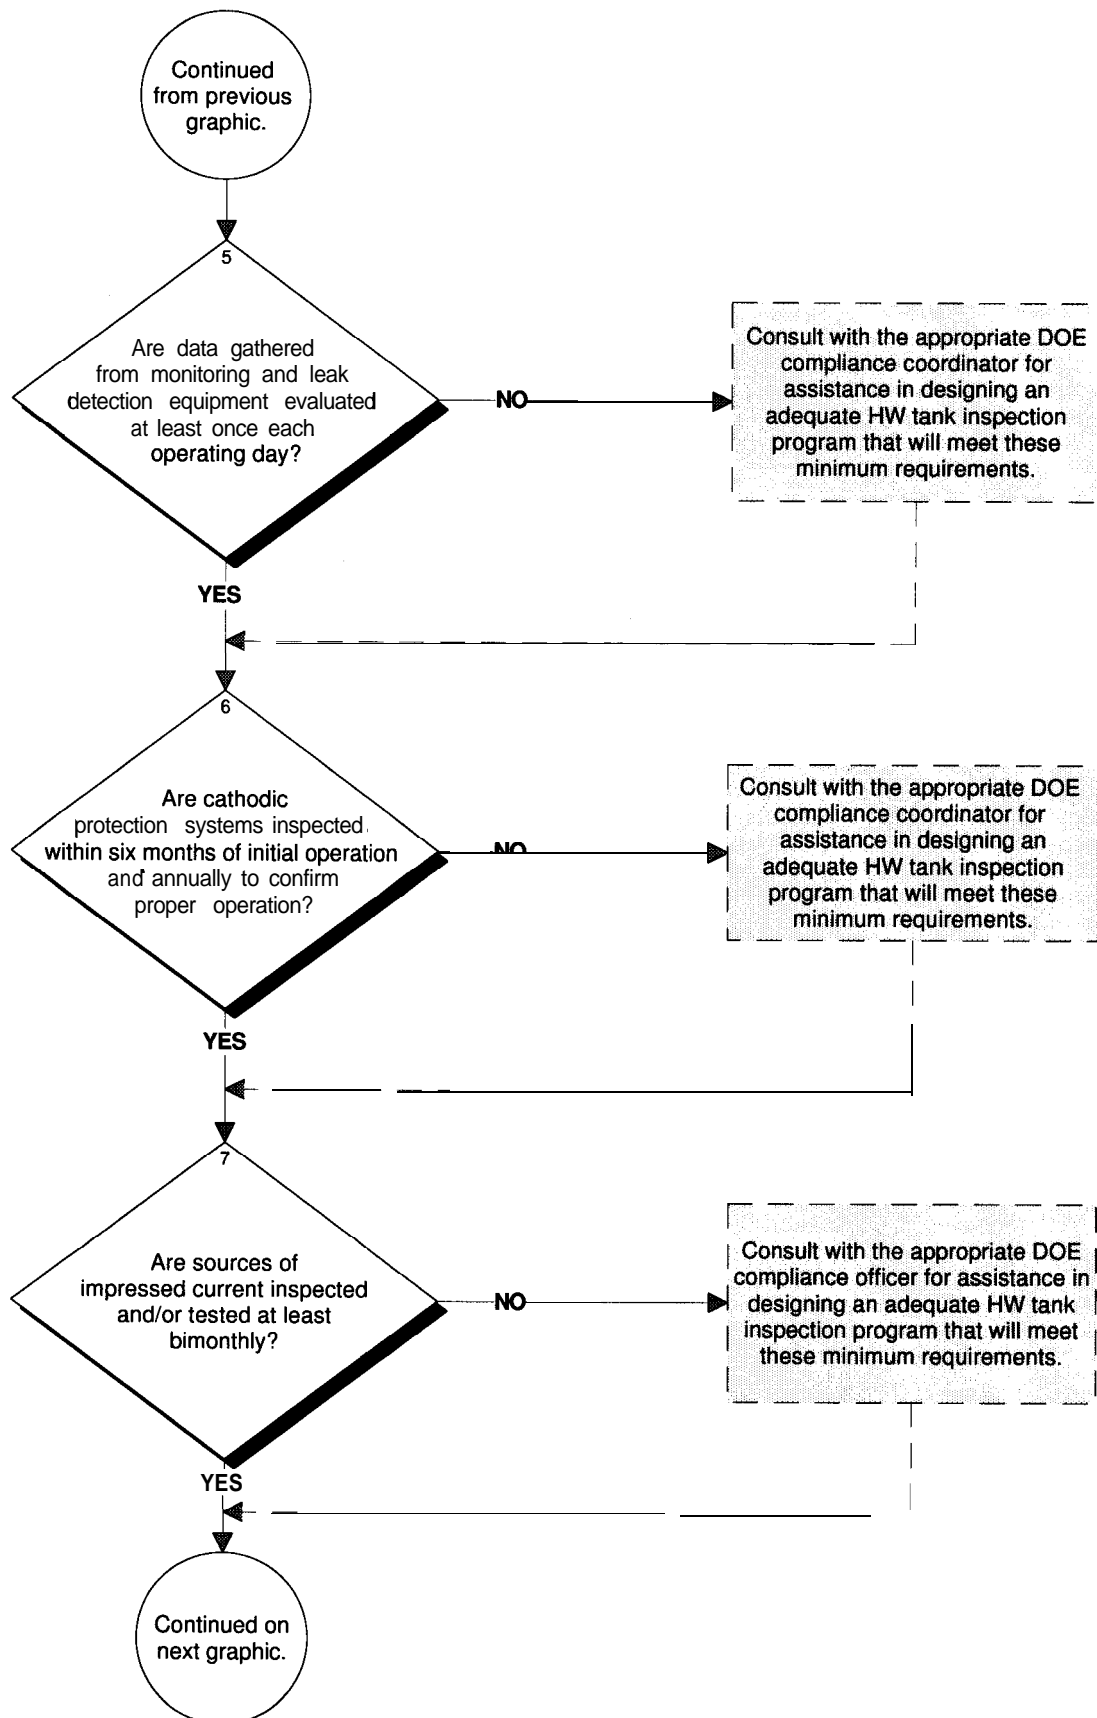 Continued
from previous
graphic.
5
Are data gathered
from monitoring and leak
detection equipment evaluated
at least once each
operating day?
NO
Consult with the appropriate DOE
compliance coordinator for
assistance in designing an
adequate HW tank inspection
program that will meet these
minimum requirements.
YES
6
Are cathodic
protection systems inspected
within six months of initial operation
and annually to confirm
proper operation?
NO
Consult with the appropriate DOE
compliance coordinator for
assistance in designing an
adequate HW tank inspection
program that will meet these
minimum requirements.
YES
7
Are sources of
impressed current inspected
and/or tested at least
bimonthly?
NO
Consult with the appropriate DOE
compliance officer for assistance in
designing an adequate HW tank
inspection program that will meet
these minimum requirements.
YES
Continued on
next graphic.